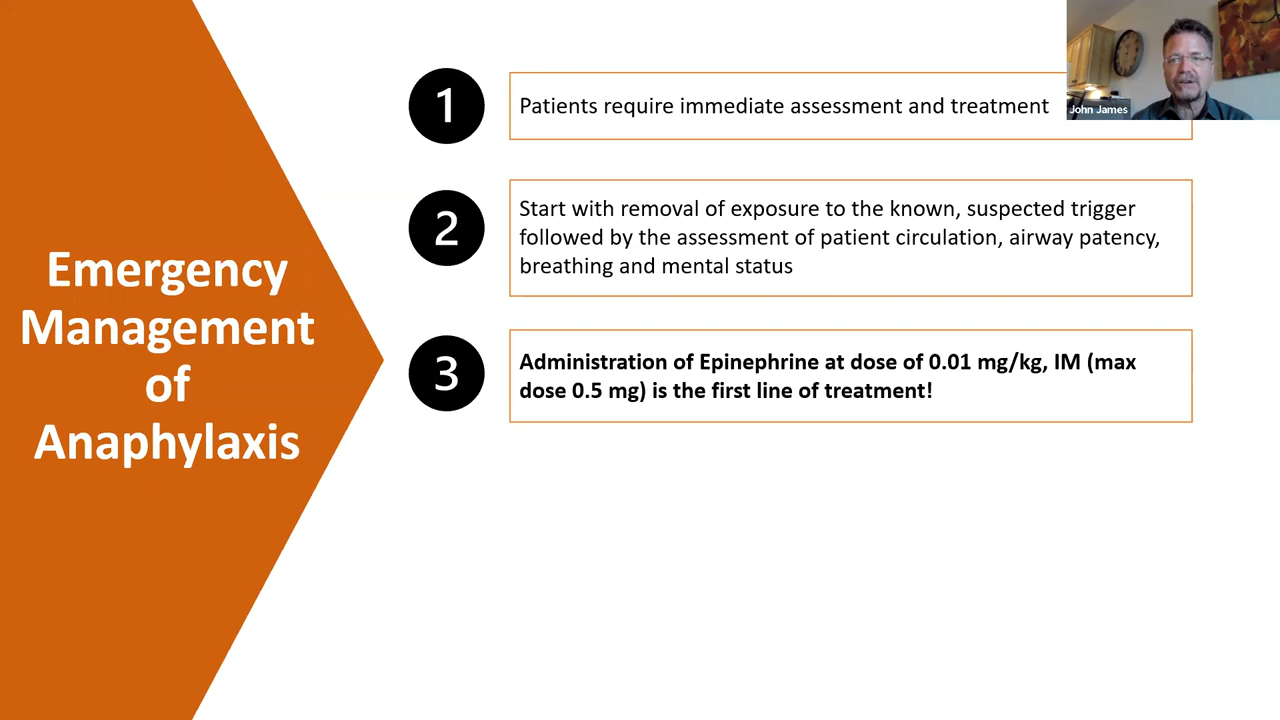 Emergency
Management
of
Anaphylaxis
1
Patients require immediate assessment and treatment
2
Start with removal of exposure to the known, suspected trigger
followed by the assessment of patient circulation, airway patency,
breathing and mental status
3
Administration of Epinephrine at dose of 0.01 mg/kg, IM (max
dose 0.5 mg) is the first line of treatment!
John James